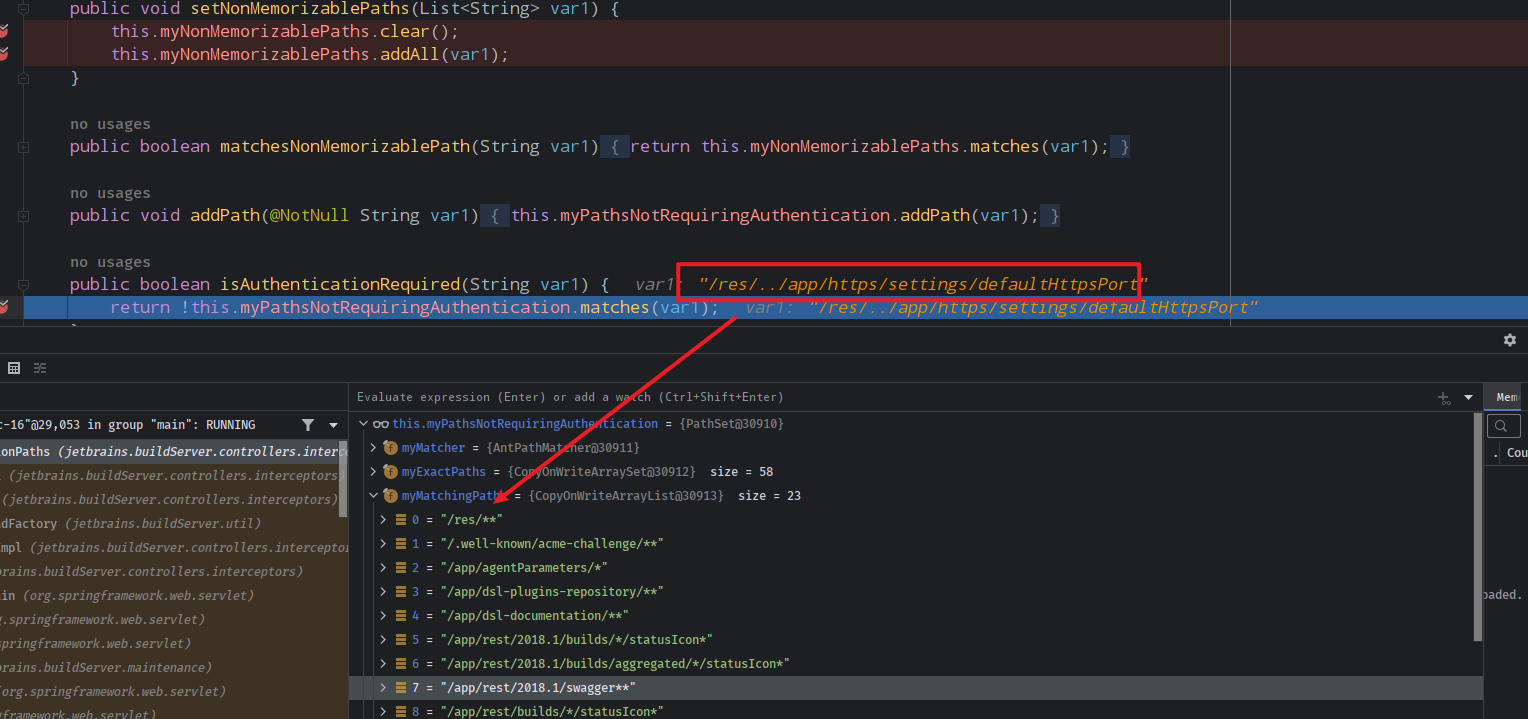 public void setNonMemorizablePaths(List<String> var1) {
this.myNonMemorizablePaths.clear();
this.myNonMemorizablePaths.addAll(var1);
}
no usages
public boolean matchesNonMemorizablePath(String var1) { return this.myNonMemorizablePaths.matches(var1); }
no usages
public void addPath(@NotNull String var1) { this.myPathsNotRequiringAuthentication.addPath(var1); }
no usages
public boolean isAuthenticationRequired(String var1) { var1: "/res/../app/https/settings/defaultHttpsPort"
return !this.myPathsNotRequiringAuthentication.matches(var1); var1: "/res/../app/https/settings/defaultHttpsPort"
Evaluate expression (Enter) or add a watch (Ctrl+Shift+Enter)
Mem
c-16"@29,053 in group "main": RUNNING
this.myPathsNotRequiringAuthentication = {PathSet@30910}
onPaths (jetbrains.buildServer.controllers.interce
myMatcher = {AntPathMatcher@30911}
. Cou
(jetbrains.buildServer.controllers.interceptors)
myExactPaths = {CopyOnWriteArraySet@30912} size = 58
(jetbrains.buildServer.controllers.interceptors)
myMatchingPaths = {CopyOnWriteArrayList@30913} size = 23
adFactory (jetbrains.buildServer.util)
0 = "/res/**"
mpl (jetbrains.buildServer.controllers.interceptor
1 = "/.well-known/acme-challenge/**"
brains.buildServer.controllers.interceptors)
2 = "/app/agentParameters/*"
ain (org.springframework.web.servlet)
3 = "/app/dsl-plugins-repository/**"
oaded.
g.springframework.web.servlet)
4 = "/app/dsl-documentation/**"
springframework.web.servlet)
5 = "/app/rest/2018.1/builds/*/statusIcon*"
brains.buildServer.maintenance)
6 = "/app/rest/2018.1/builds/aggregated/*/statusIcon*"
(org.springframework.web.servlet)
7 = "/app/rest/2018.1/swagger**"
gframework.web.servlet)
8 = "/app/rest/builds/*/statusIcon*"